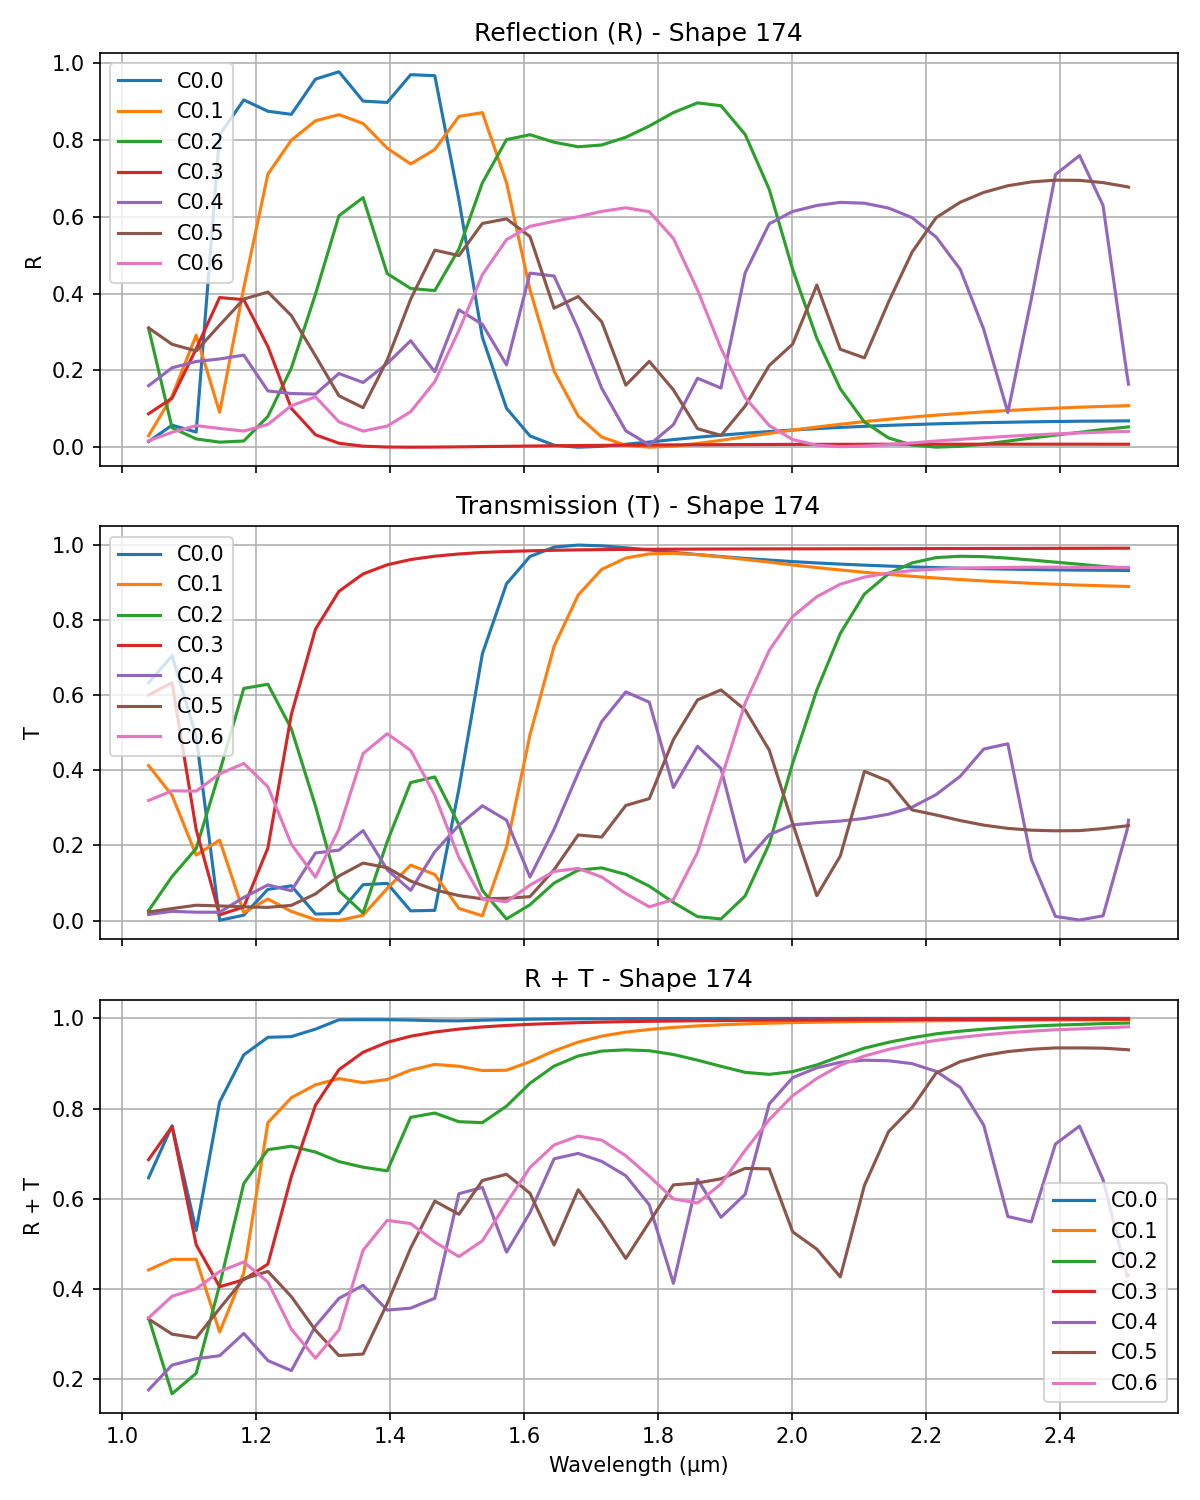 Reflection (R) - Shape 174
1.0
0.8
0.6
0.4
0.2
0.0
R
C0.0
C0.1
C0.2
C0.3
C0.4
C0.5
C0.6
Transmission (T) - Shape 174
1.0
0.8
0.6
0.4
0.2
0.0
T
C0.0
C0.1
C0.2
C0.3
C0.4
C0.5
C0.6
R + T - Shape 174
1.0
0.8
0.6
0.4
0.2
R + T
C0.0
C0.1
C0.2
C0.3
C0.4
C0.5
C0.6
1.0 1.2 1.4 1.6 1.8 2.0 2.2 2.4
Wavelength (μm)